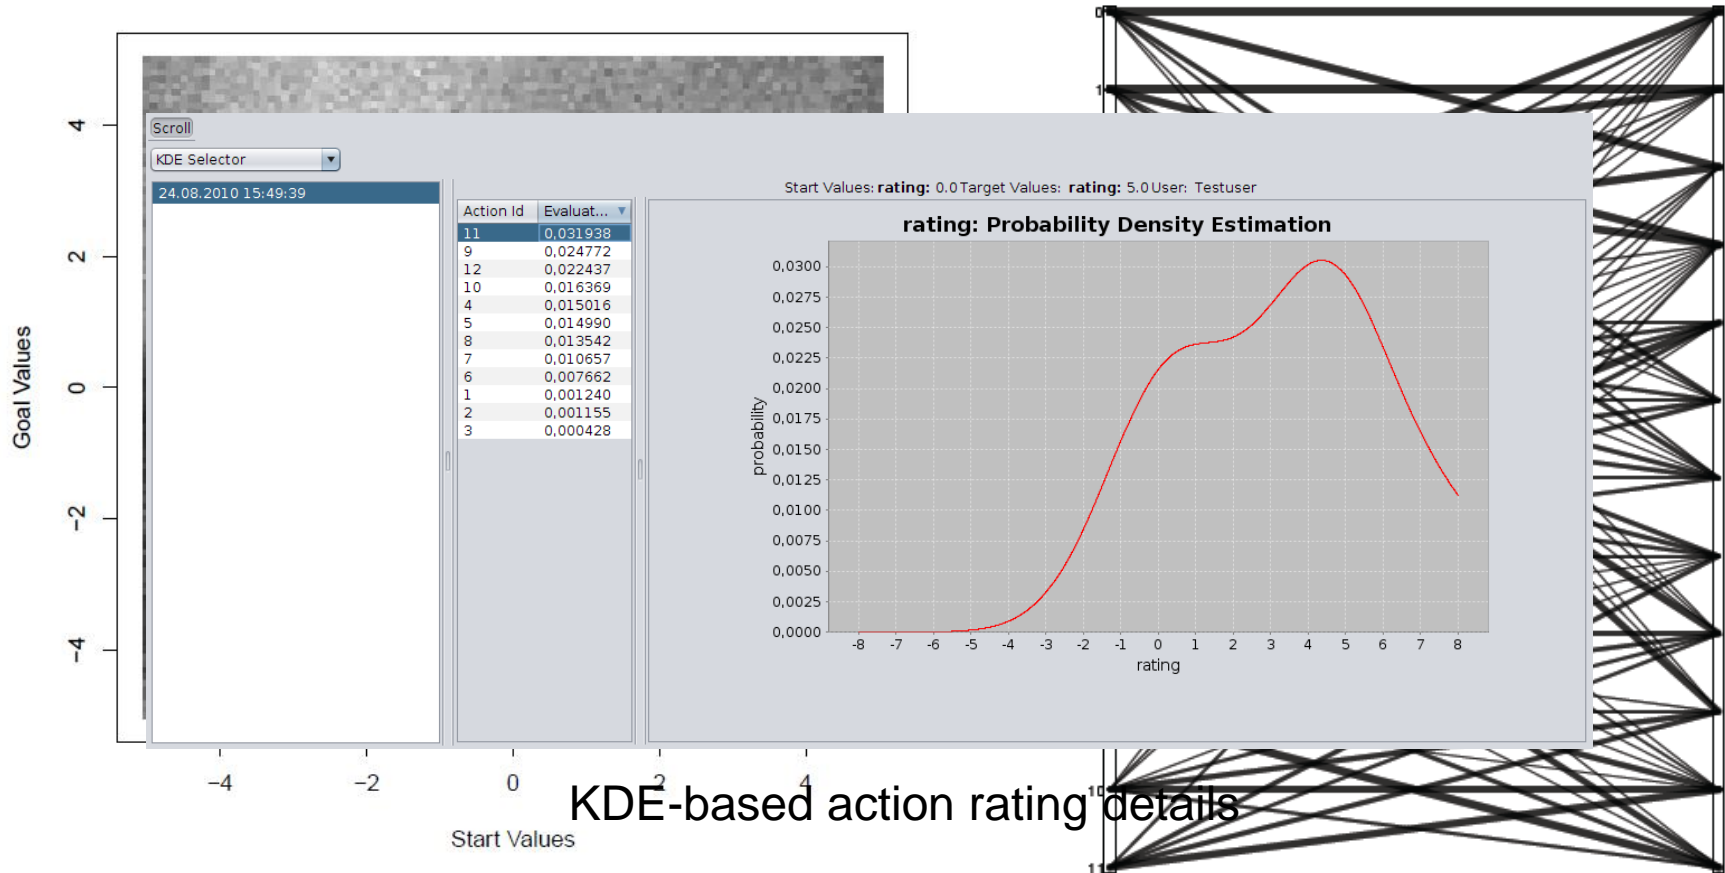 Scroll
KDE Selector
24.08.2010 15:49:39
Start Values: rating: 0.0 Target Values: rating: 5.0 User: Testuser
Action Id Evaluat...
11 0,031938
9 0,024772
12 0,022437
10 0,016369
4 0,015016
5 0,014990
8 0,013542
7 0,010657
6 0,007662
1 0,001240
2 0,001155
3 0,000428
rating: Probability Density Estimation
probability
0,0300
0,0275
0,0250
0,0225
0,0200
0,0175
0,0150
0,0125
0,0100
0,0075
0,0050
0,0025
0,0000
-8 -7 -6 -5 -4 -3 -2 -1 0 1 2 3 4 5 6 7 8
rating
Goal Values
4
2
0
−2
−4
−4 −2 0 2 4
Start Values
0
1
10
11
KDE-based action rating details